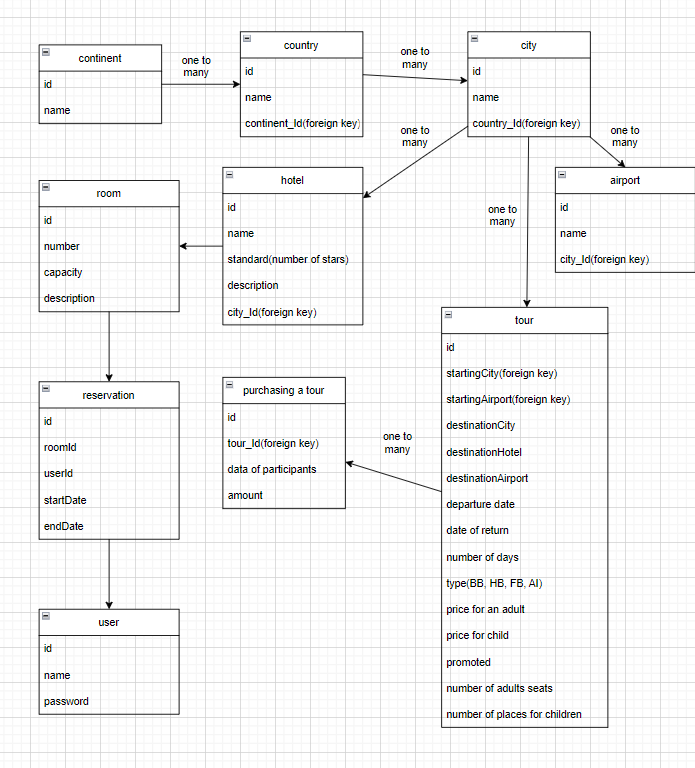 continent
id
name
one to
many
country
id
name
continent_Id(foreign key)
one to
many
city
id
name
country_Id(foreign key)
one to
many
one to
many
one to
many
airport
id
name
city_Id(foreign key)
hotel
id
name
standard(number of stars)
description
city_Id(foreign key)
room
id
number
capacity
description
reservation
id
roomId
userId
startDate
endDate
user
id
name
password
purchasing a tour
id
tour_Id(foreign key)
data of participants
amount
one to
many
tour
id
startingCity(foreign key)
startingAirport(foreign key)
destinationCity
destinationHotel
destinationAirport
departure date
date of return
number of days
type(BB, HB, FB, AI)
price for an adult
price for child
promoted
number of adults seats
number of places for children